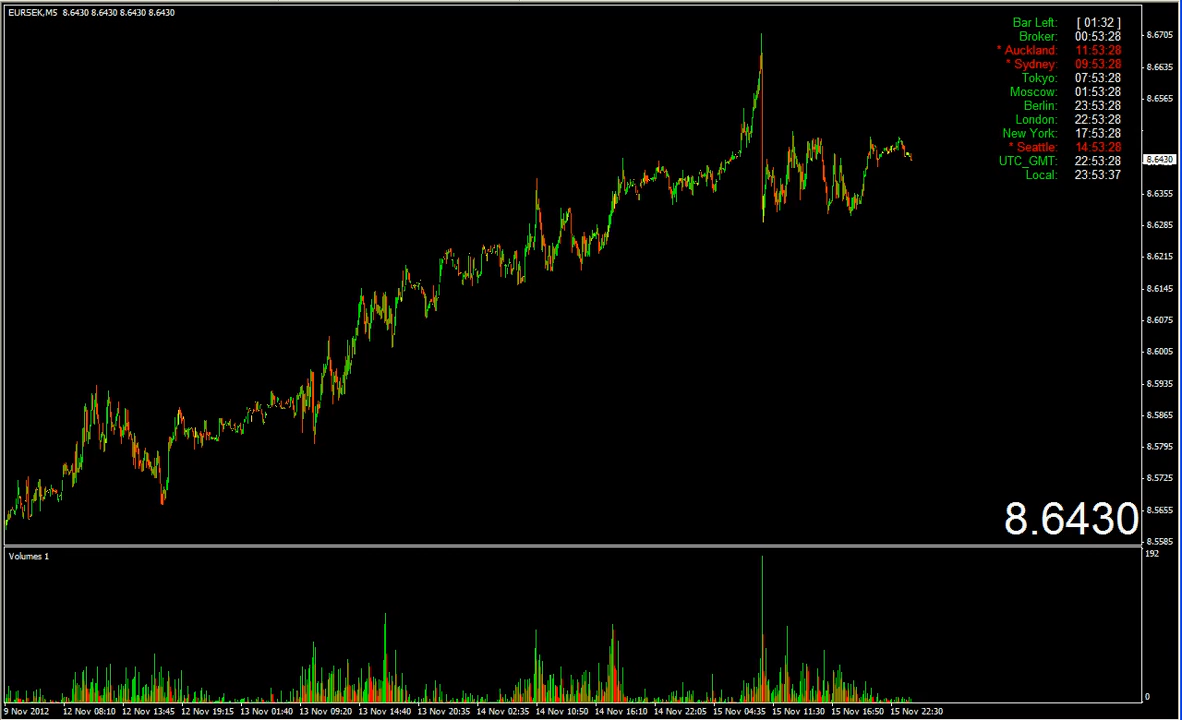 EURSEK,M5 8.6430 8.6430 8.6430 8.6430
Bar Left: [ 01:32 ]
Broker: 00:53:28
* Auckland: 11:53:28
* Sydney: 09:53:28
Tokyo: 07:53:28
Moscow: 01:53:28
Berlin: 23:53:28
London: 22:53:28
New York: 17:53:28
* Seattle: 14:53:28
UTC_GMT: 22:53:28
Local: 23:53:37
8.6705
8.6635
8.6565
8.6430
8.6355
8.6285
8.6215
8.6145
8.6075
8.6005
8.5935
8.5865
8.5795
8.5725
8.5655
8.5585
8.6430
Volumes 1
192
0
9 Nov 2012 12 Nov 08:10 12 Nov 13:45 12 Nov 19:15 13 Nov 01:40 13 Nov 09:20 13 Nov 14:40 13 Nov 20:35 14 Nov 02:35 14 Nov 10:50 14 Nov 16:10 14 Nov 22:05 15 Nov 04:35 15 Nov 11:30 15 Nov 16:50 15 Nov 22:30